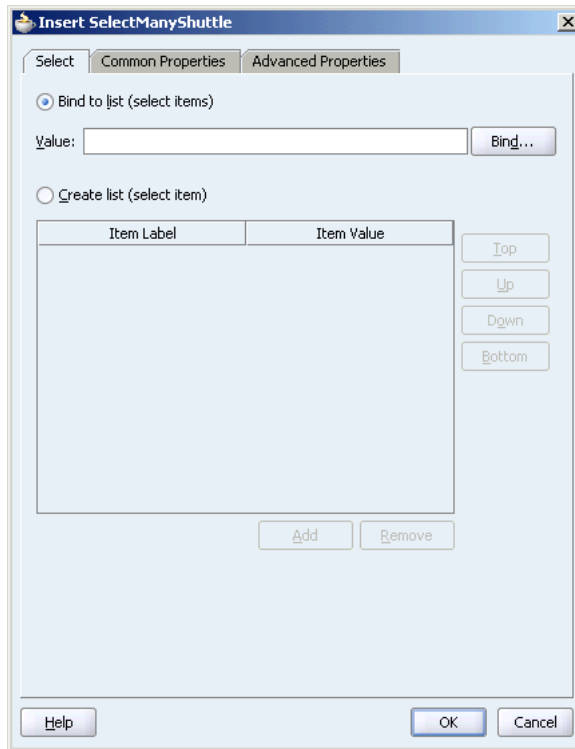 Insert SelectManyShuttle
Select Common Properties Advanced Properties
Bind to list (select items)
Value: Bind...
Create list (select item)
Item Label Item Value
Top
Up
Down
Bottom
Add Remove
Help OK Cancel